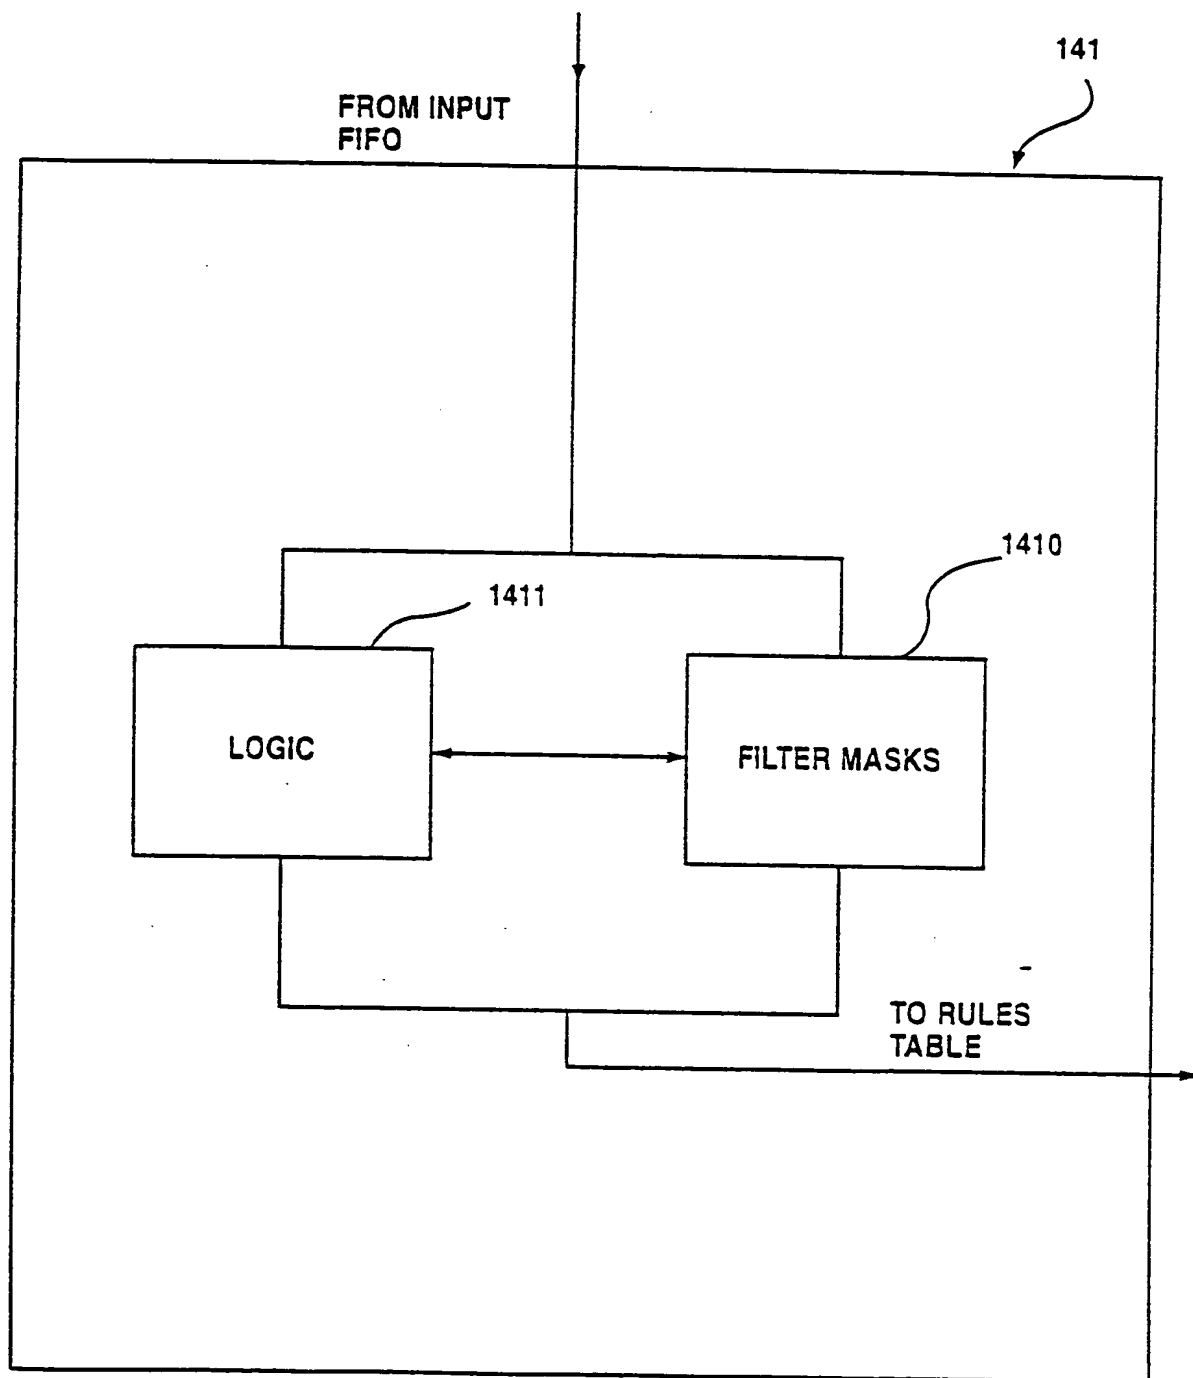 141
FROM INPUT
FIFO
1410
1411
LOGIC
FILTER MASKS
TO RULES
TABLE